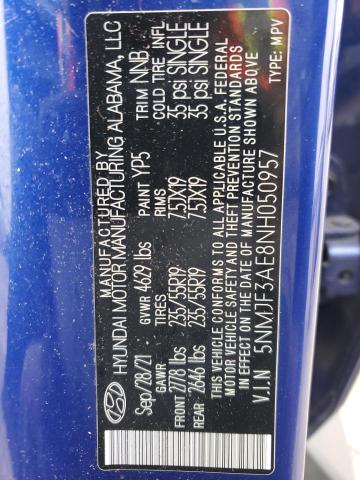 MANUFACTURED BY
HYUNDAI MOTOR MANUFACTURING ALABAMA, LLC
Sep/28/21 GVWR 4629 lbs PAINT YP5 TRIM NNB
GAWR RIMS COLD TIRE INFL
FRONT 2778 lbs 235/55R19 7.5JX19 35 PSI SINGLE
REAR 2646 lbs 235/55R19 7.5JX19 35 PSI SINGLE
THIS VEHICLE CONFORMS TO ALL APPLICABLE U.S.A. FEDERAL
MOTOR VEHICLE SAFETY AND THEFT PREVENTION STANDARDS
IN EFFECT ON THE DATE OF MANUFACTURE SHOWN ABOVE
V.I.N 5NMJF3AE8NH050957
TYPE: MPV